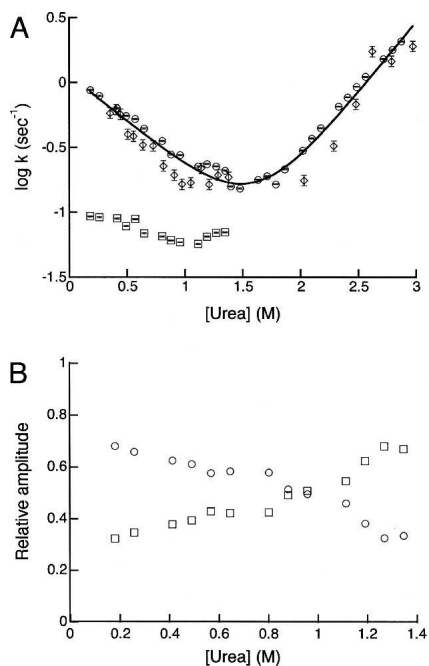 A
0.5
0
-0.5
-1
-1.5
log k (sec⁻¹)
0 0.5 1 1.5 2 2.5 3
[Urea] (M)
B
1
0.8
0.6
0.4
0.2
0
Relative amplitude
0 0.2 0.4 0.6 0.8 1 1.2 1.4
[Urea] (M)